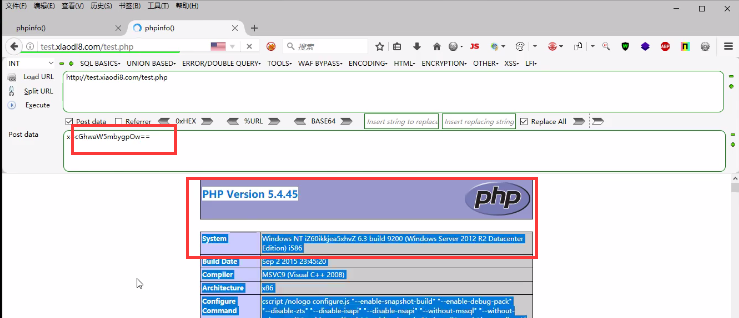 文件(F) 编辑(E) 查看(V) 历史(S) 书签(B) 工具(T) 帮助(H)
phpinfo() × phpinfo() × +
test.xiaodi8.com/test.php 搜索
INT SQL BASICS- UNION BASED- ERROR/DOUBLE QUERY- TOOLS- WAF BYPASS- ENCODING- HTML- ENCRYPTION- OTHER- XSS- LFI-
Load URL http://test.xiaodi8.com/test.php
Split URL
Execute
Post data Referrer 0xHEX %URL BASE64 Insert string to replace Insert replacing string Replace All
Post data
PHP Version 5.4.45 php
System Windows NT iZ60ikkjea5xhvZ 6.3 build 9200 (Windows Server 2012 R2 Datacenter
Edition) i586
Build Date Sep 2 2015 23:45:20
Compiler MSVC9 (Visual C++ 2008)
Architecture x86
Configure cscript /nologo configure.js "--enable-snapshot-build" "--enable-debug-pack"
Command "--disable-zts" "--disable-isapi" "--disable-nsapi" "--without-mssql" "--without-